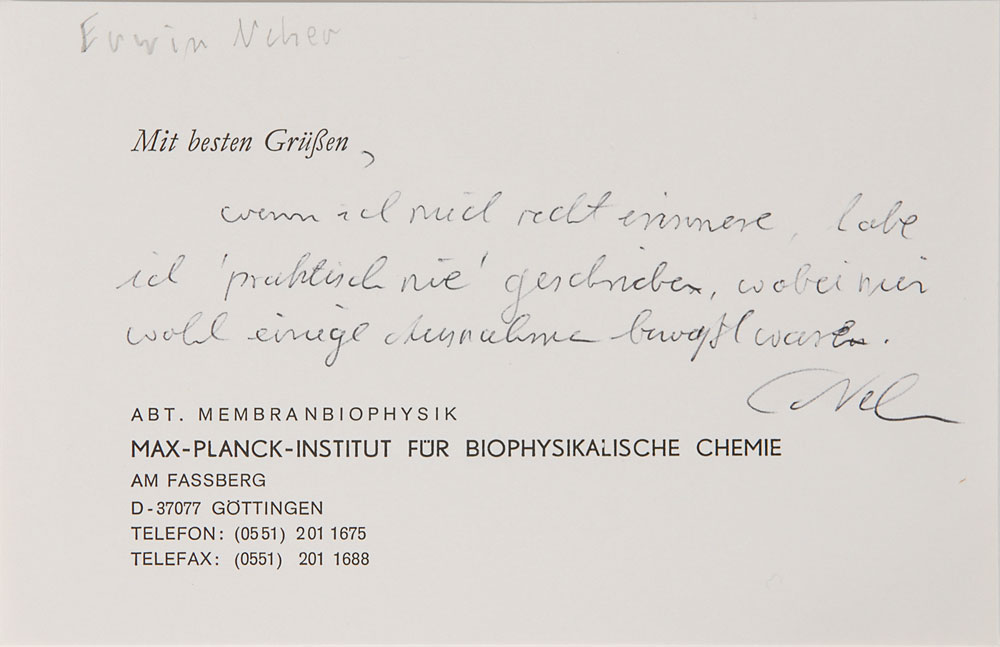 Erwin Neher
Mit besten Grüßen,
wenn ich mich recht erinnere, habe
ich 'praktisch nie' geschrieben, wobei mir
wohl einige Ausnahmen bewußt waren.
ABT. MEMBRANBIOPHYSIK
MAX-PLANCK-INSTITUT FÜR BIOPHYSIKALISCHE CHEMIE
AM FASSBERG
D-37077 GÖTTINGEN
TELEFON: (0551) 201 1675
TELEFAX: (0551) 201 1688